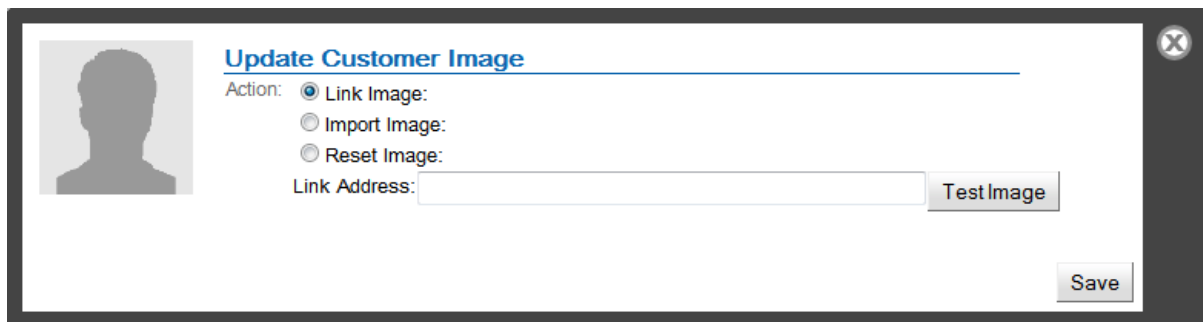 Update Customer Image
Action: Link Image:
Import Image:
Reset Image:
Link Address: Test Image
Save